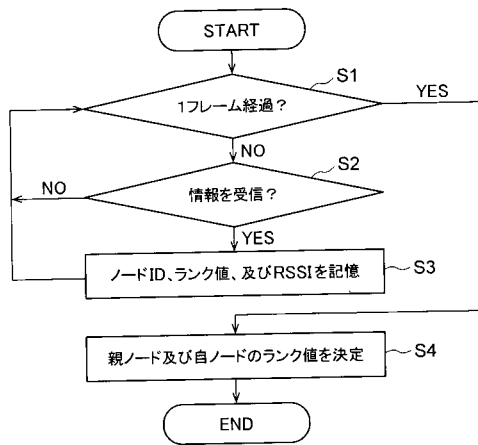 START
S1
1フレーム経過?
YES
NO
S2
NO
情報を受信?
YES
ノードID、ランク値、及びRSSIを記憶
S3
親ノード及び自ノードのランク値を決定
S4
END